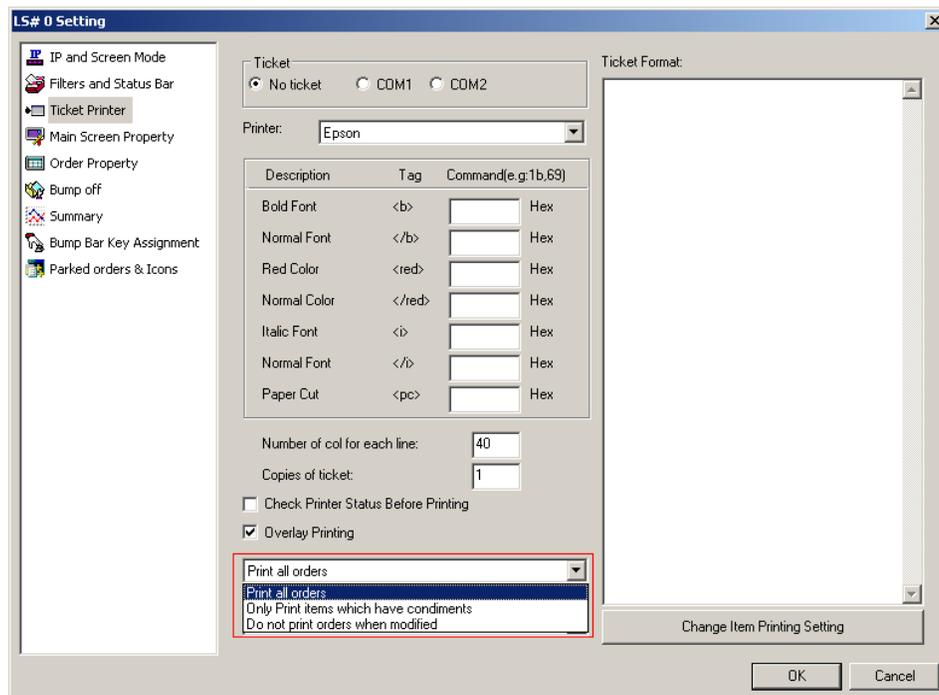 LS# 0 Setting
IP and Screen Mode
Filters and Status Bar
Ticket Printer
Main Screen Property
Order Property
Bump off
Summary
Bump Bar Key Assignment
Parked orders & Icons
Ticket
No ticket COM1 COM2
Printer: Epson
Description Tag Command(e.g:1b,69)
Bold Font <b> Hex
Normal Font </b> Hex
Red Color <red> Hex
Normal Color </red> Hex
Italic Font <i> Hex
Normal Font </i> Hex
Paper Cut <pc> Hex
Number of col for each line: 40
Copies of ticket: 1
Check Printer Status Before Printing
Overlay Printing
Print all orders
Print all orders
Only Print items which have condiments
Do not print orders when modified
Ticket Format:
Change Item Printing Setting
OK Cancel